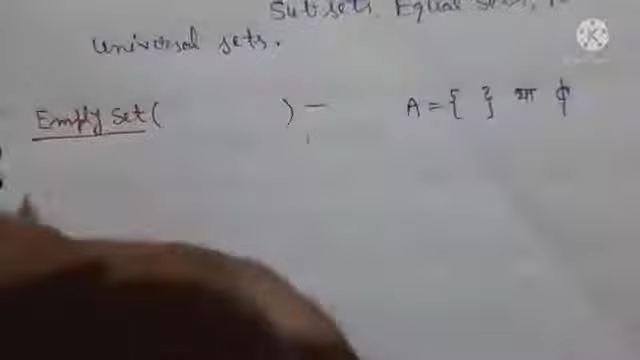 Subsets, Equal sets,
universal sets.
Empty Set ( ) — A = { } या ϕ